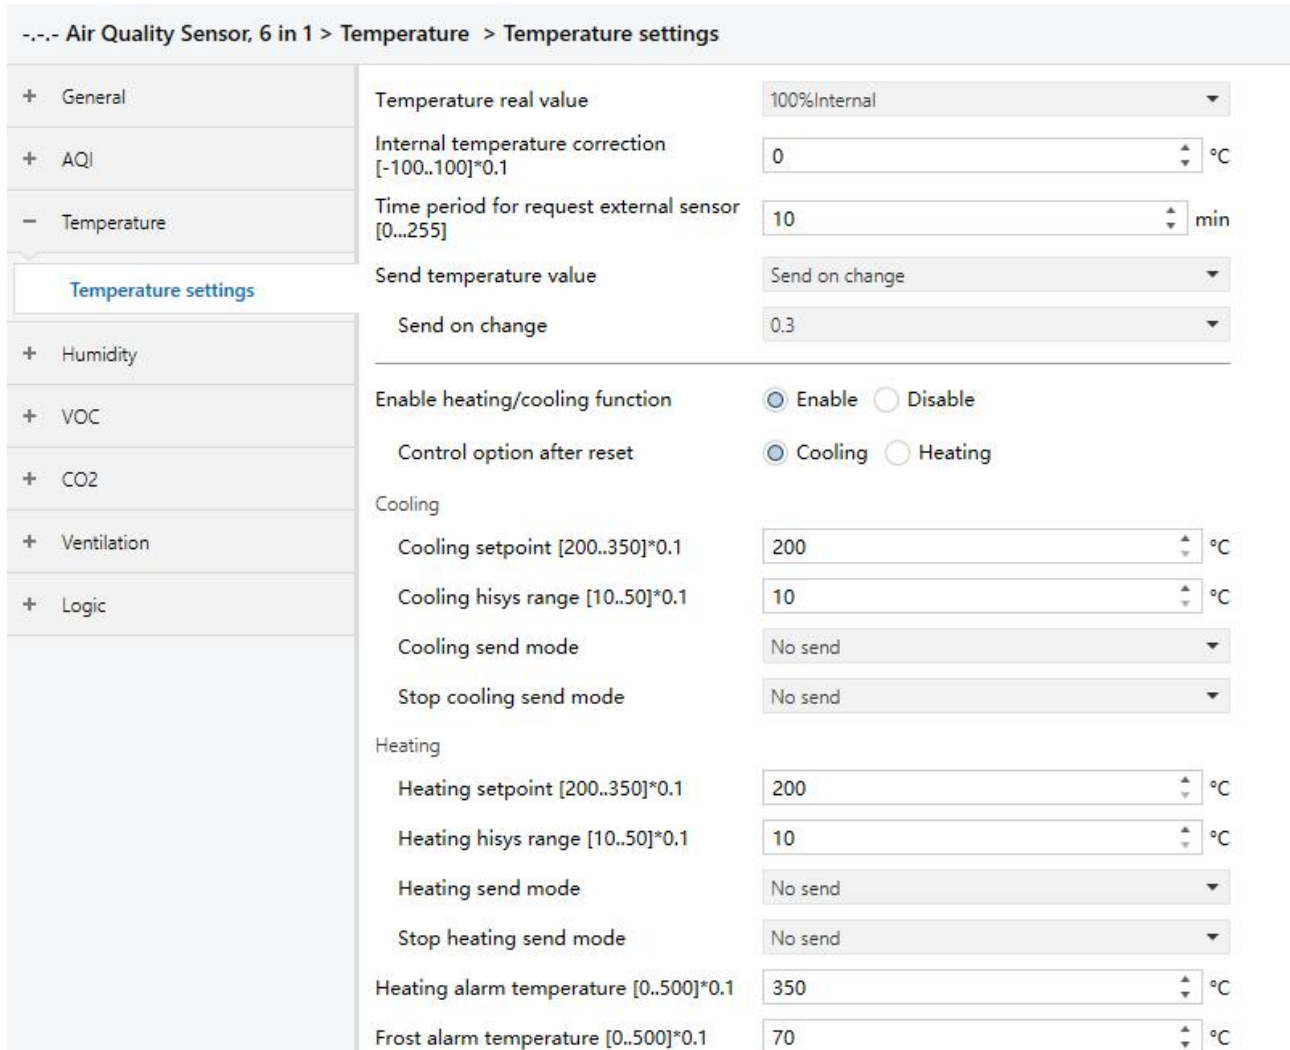 -.-.- Air Quality Sensor, 6 in 1 > Temperature > Temperature settings
+ General
+ AQI
− Temperature
Temperature settings
+ Humidity
+ VOC
+ CO2
+ Ventilation
+ Logic
Temperature real value 100%Internal
Internal temperature correction
[-100..100]*0.1 0 °C
Time period for request external sensor
[0...255] 10 min
Send temperature value Send on change
Send on change 0.3
Enable heating/cooling function Enable Disable
Control option after reset Cooling Heating
Cooling
Cooling setpoint [200..350]*0.1 200 °C
Cooling hisys range [10..50]*0.1 10 °C
Cooling send mode No send
Stop cooling send mode No send
Heating
Heating setpoint [200..350]*0.1 200 °C
Heating hisys range [10..50]*0.1 10 °C
Heating send mode No send
Stop heating send mode No send
Heating alarm temperature [0..500]*0.1 350 °C
Frost alarm temperature [0..500]*0.1 70 °C